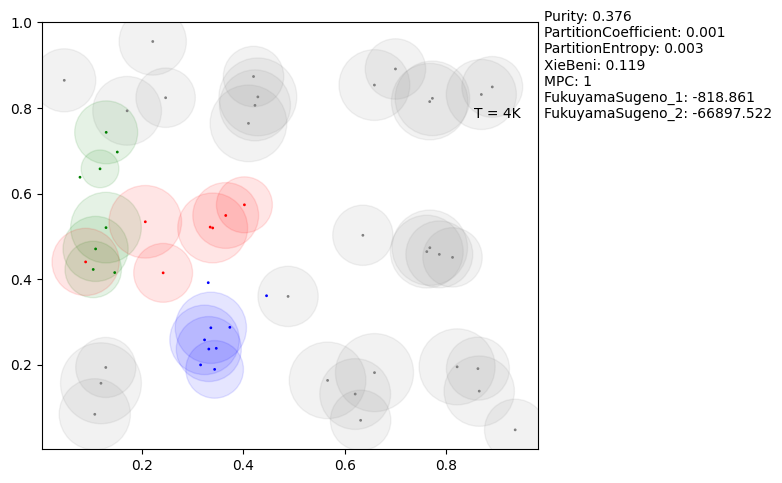 Purity: 0.376
PartitionCoefficient: 0.001
PartitionEntropy: 0.003
XieBeni: 0.119
MPC: 1
FukuyamaSugeno_1: -818.861
FukuyamaSugeno_2: -66897.522
T = 4K
1.0
0.8
0.6
0.4
0.2
0.2 0.4 0.6 0.8